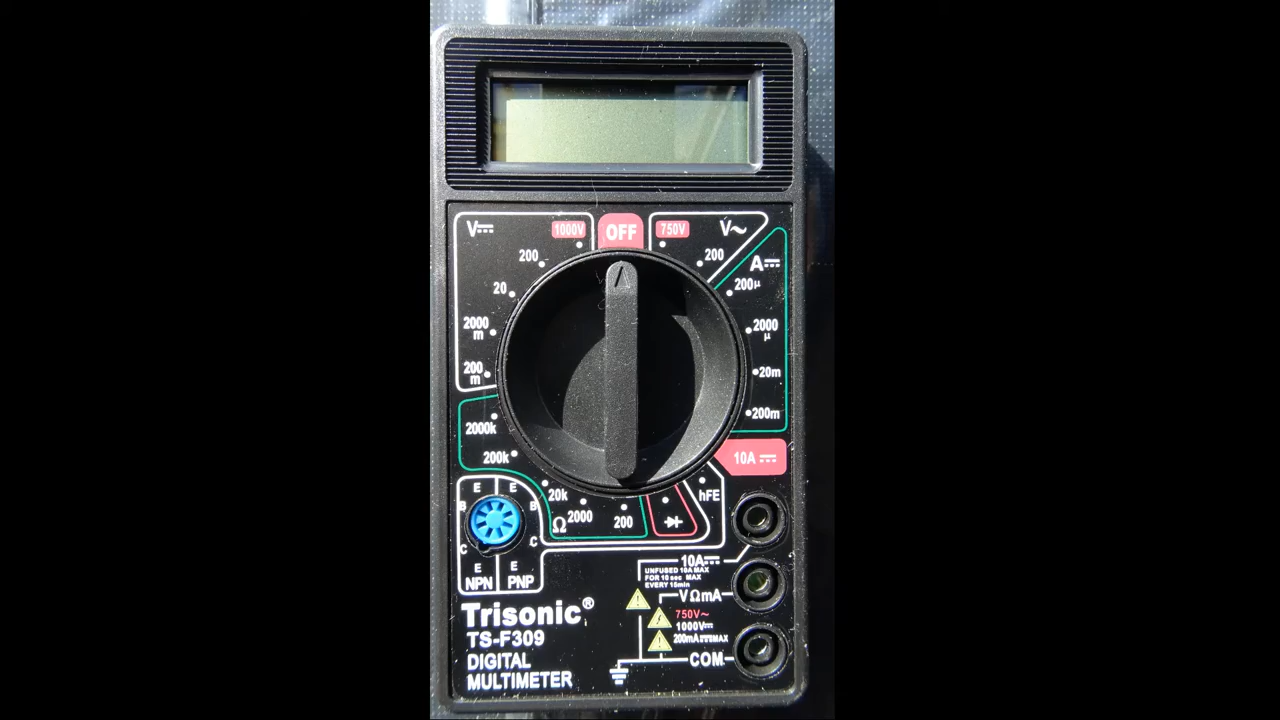 V⎓ 1000V OFF 750V V~
200 200 A⎓
20 200µ
2000
m
2000
µ
200
m
20m
200m
2000k
200k
10A ⎓
20k
Ω 2000 200
hFE
E E
B B
C C
E E
NPN PNP
10A⎓
UNFUSED 10A MAX
FOR 10 sec MAX
EVERY 15min
VΩmA
750V~
1000V⎓
200mA⎓MAX
COM
Trisonic®
TS-F309
DIGITAL
MULTIMETER